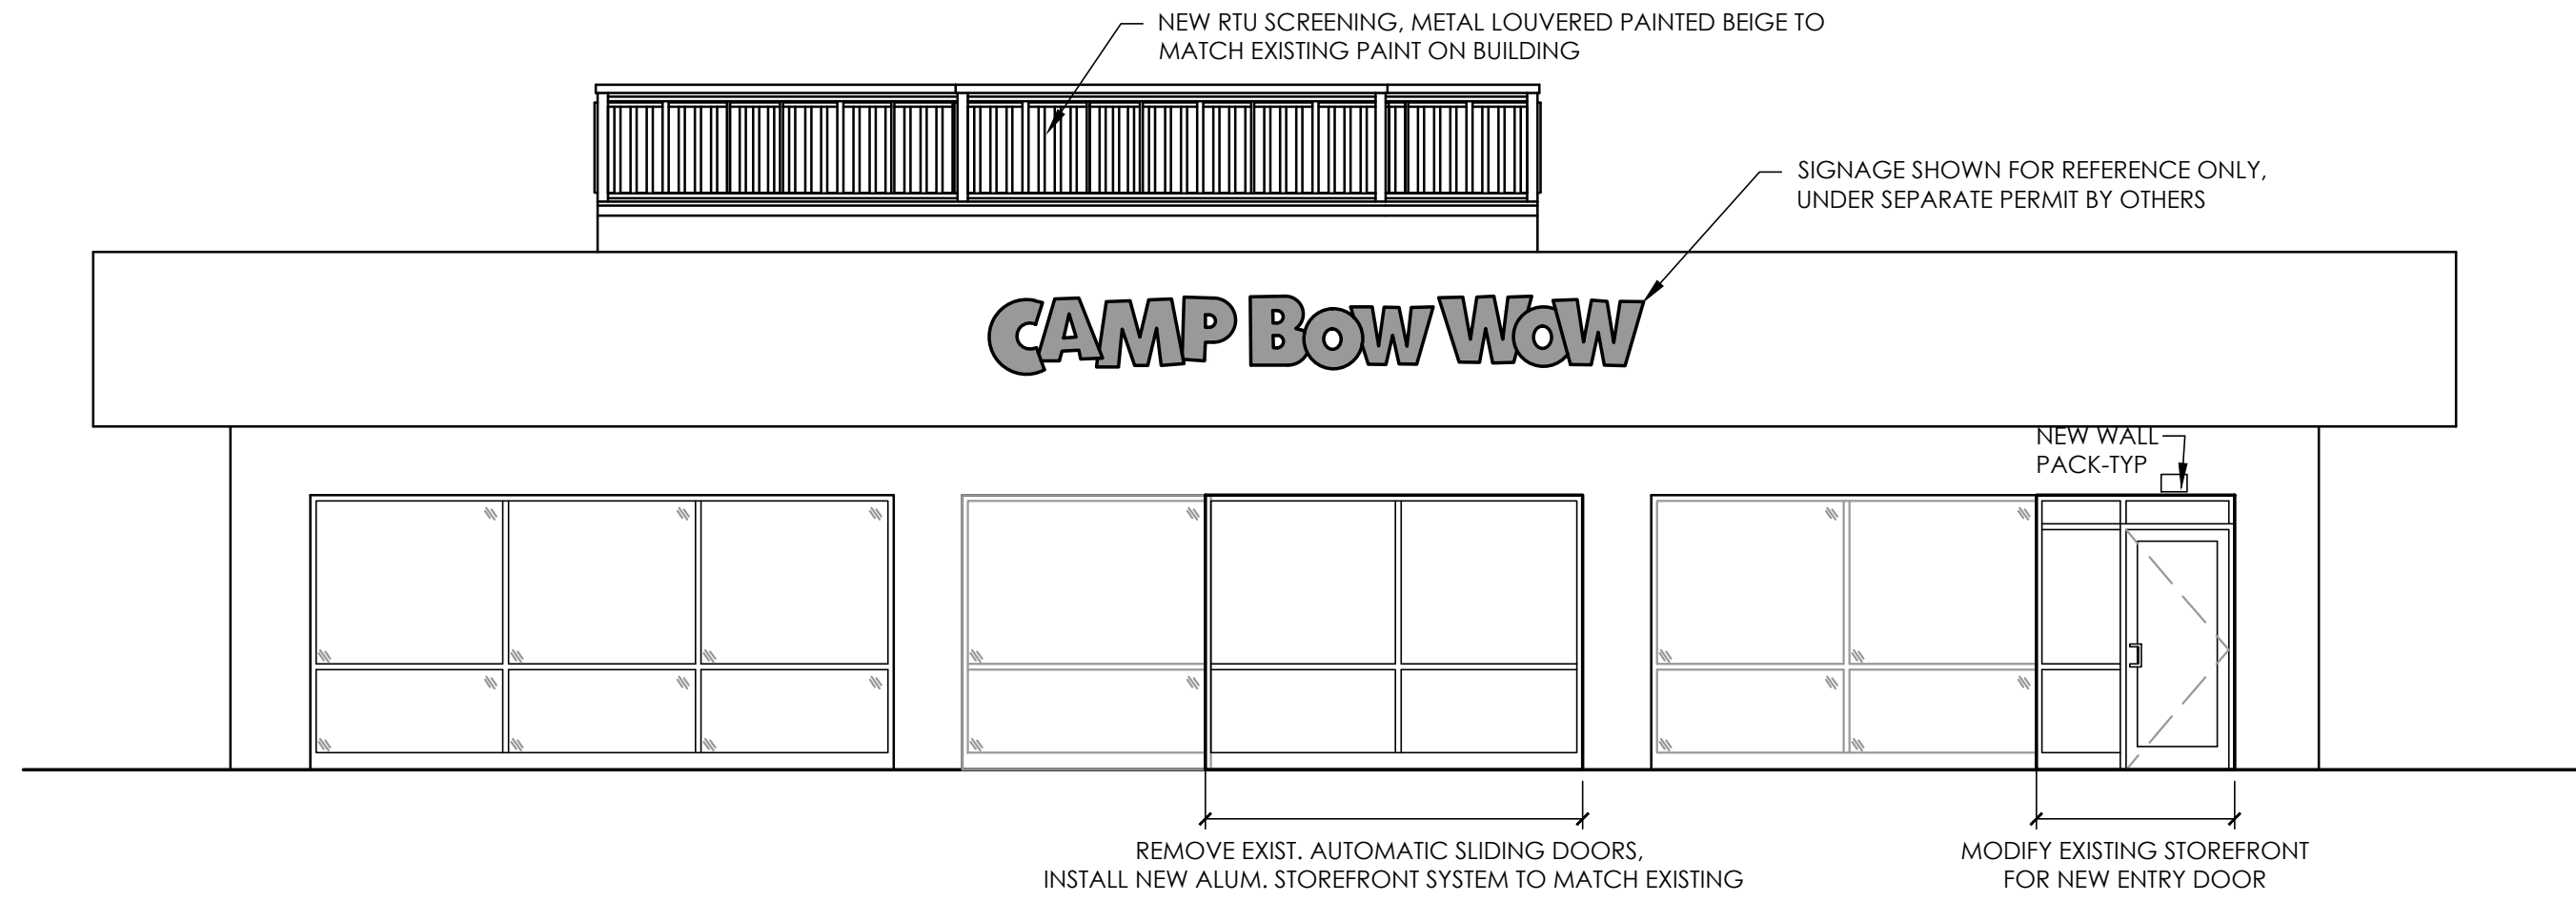 NEW RTU SCREENING, METAL LOUVERED PAINTED BEIGE TO
MATCH EXISTING PAINT ON BUILDING
SIGNAGE SHOWN FOR REFERENCE ONLY,
UNDER SEPARATE PERMIT BY OTHERS
CAMP BOW WOW
NEW WALL
PACK-TYP
REMOVE EXIST. AUTOMATIC SLIDING DOORS,
INSTALL NEW ALUM. STOREFRONT SYSTEM TO MATCH EXISTING
MODIFY EXISTING STOREFRONT
FOR NEW ENTRY DOOR